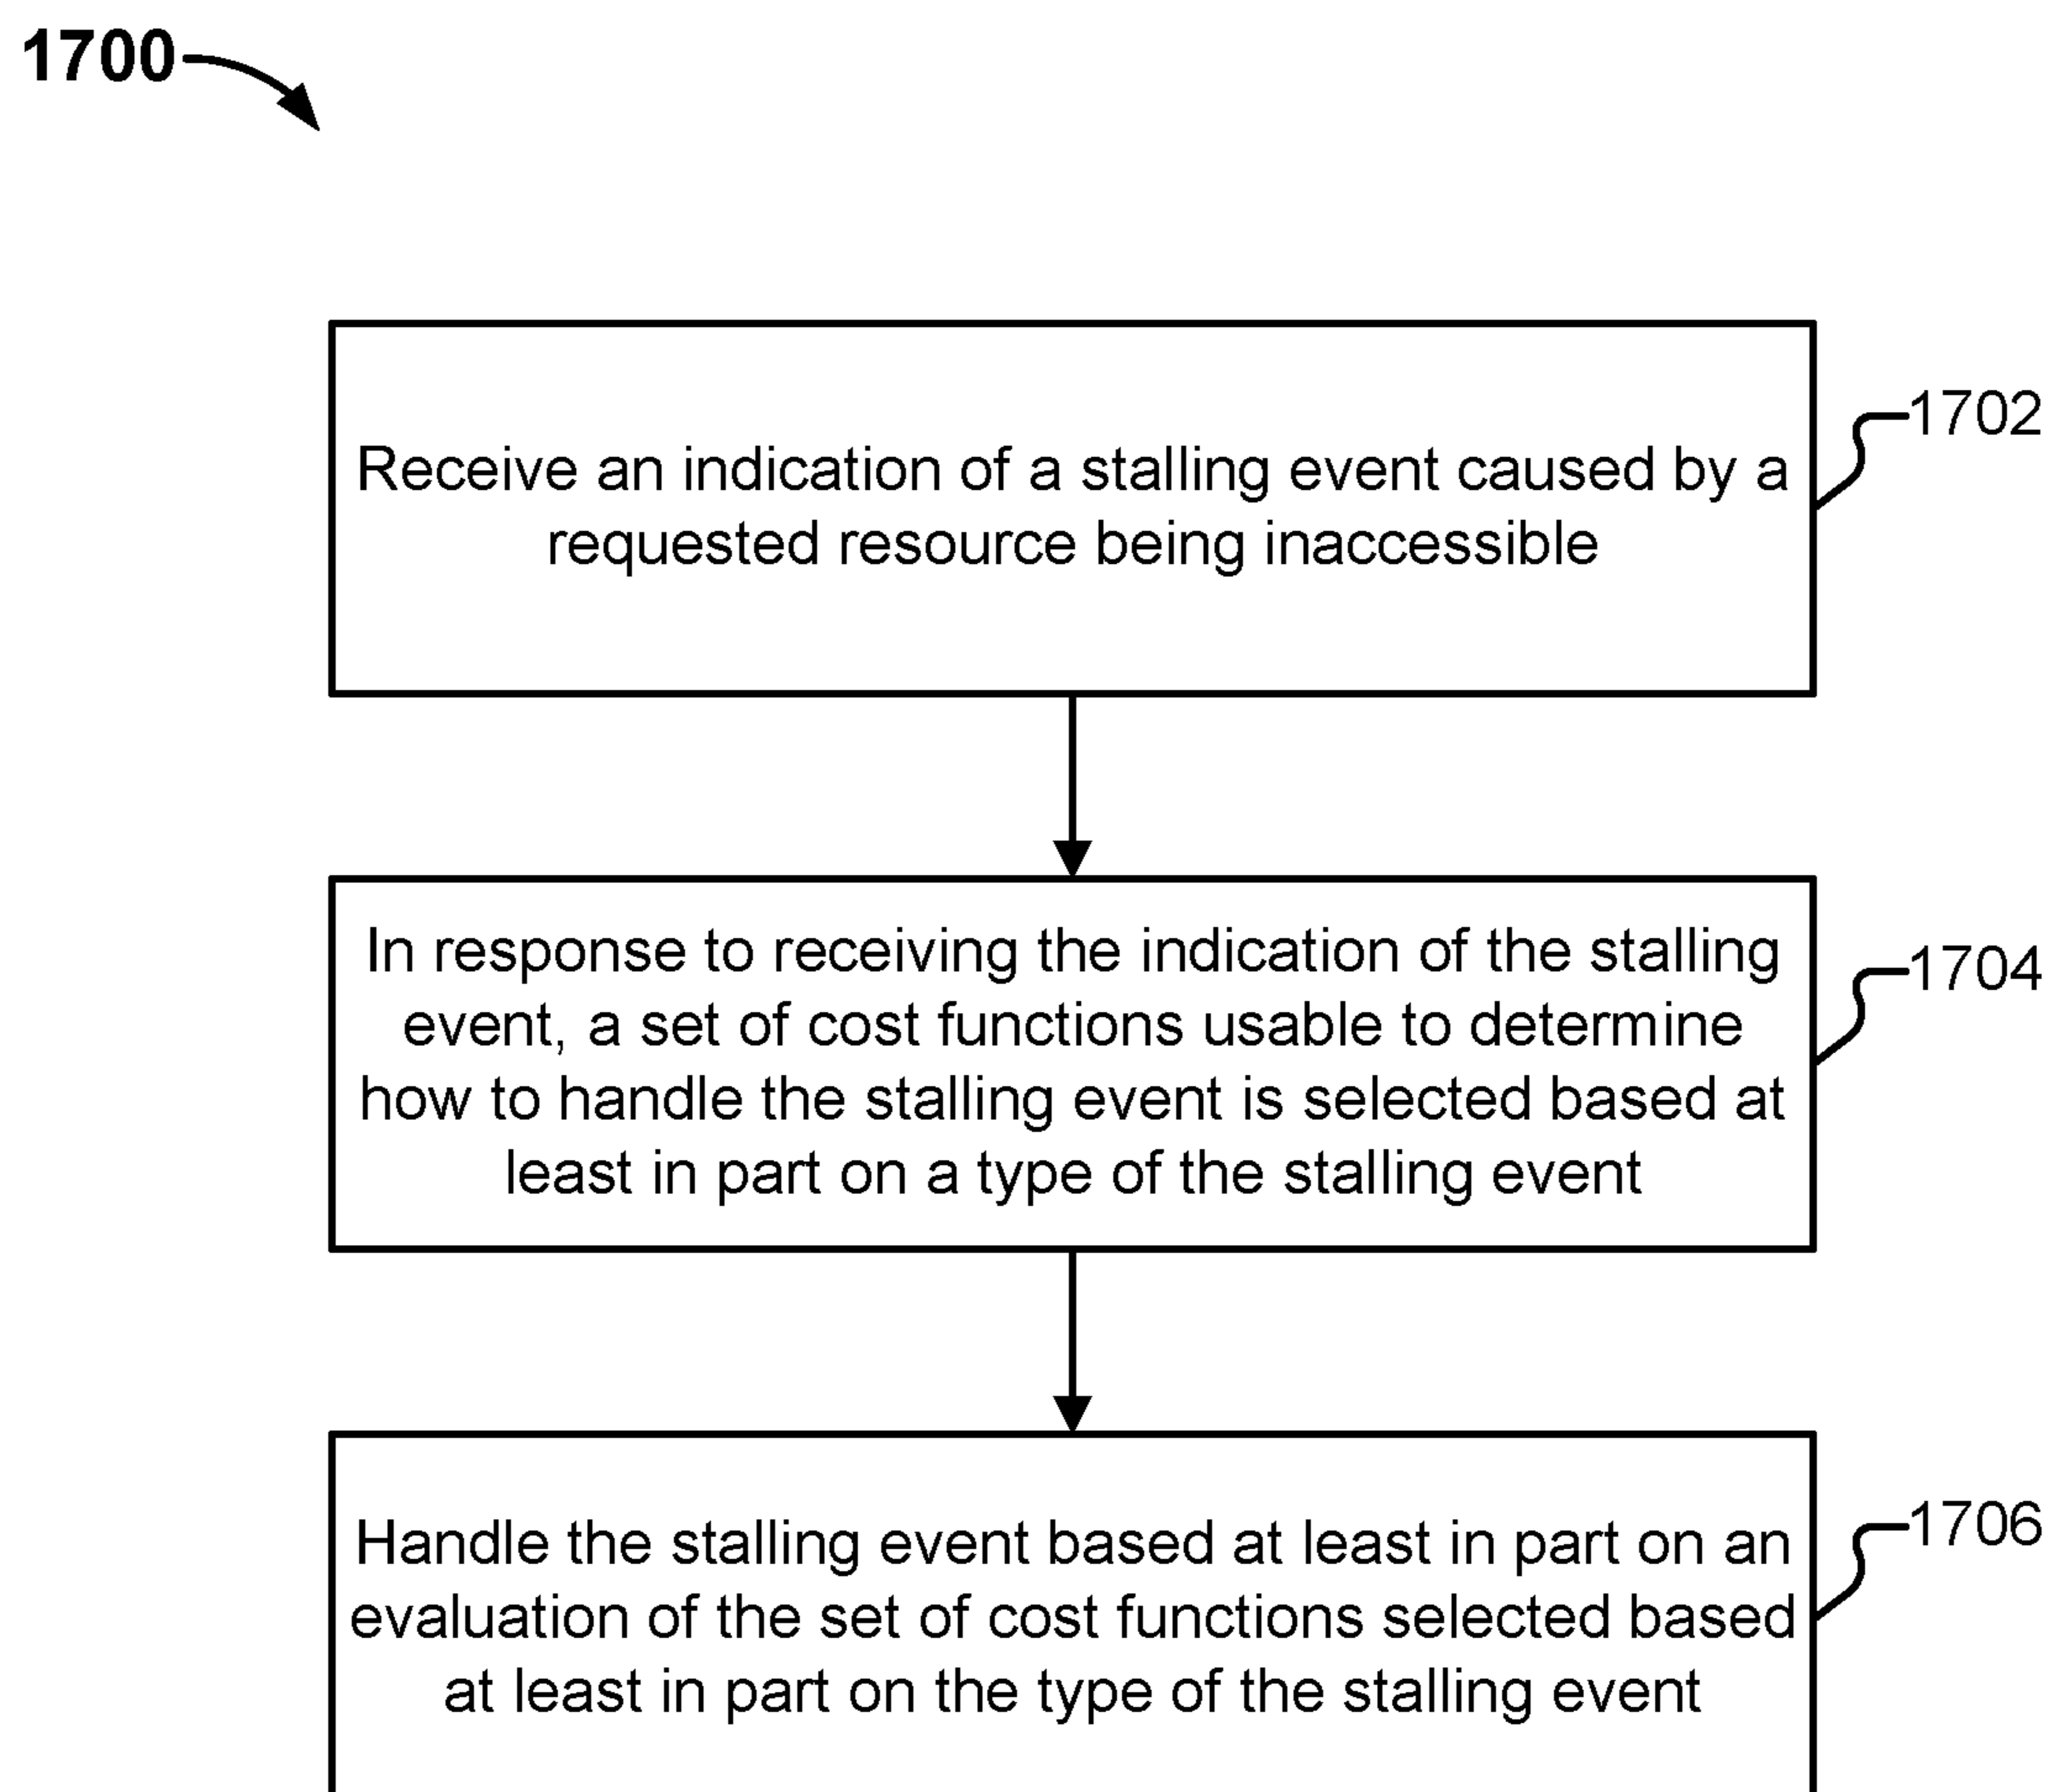 1700
Receive an indication of a stalling event caused by a
requested resource being inaccessible
1702
In response to receiving the indication of the stalling
event, a set of cost functions usable to determine
how to handle the stalling event is selected based at
least in part on a type of the stalling event
1704
Handle the stalling event based at least in part on an
evaluation of the set of cost functions selected based
at least in part on the type of the stalling event
1706